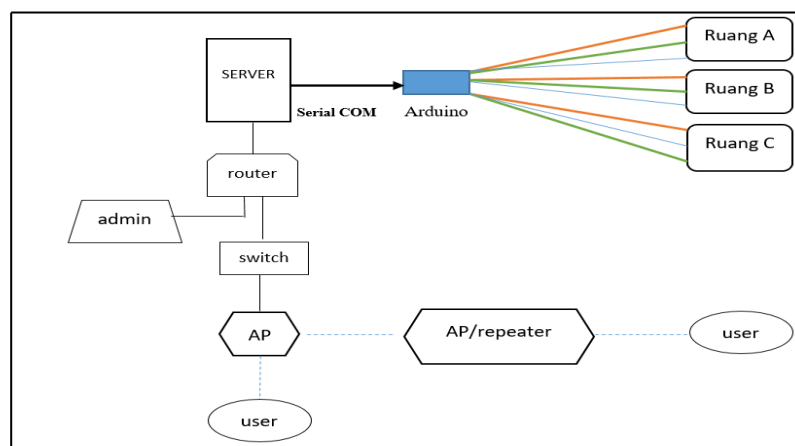 SERVER
Serial COM
Arduino
Ruang A
Ruang B
Ruang C
router
admin
switch
AP
AP/repeater
user
user